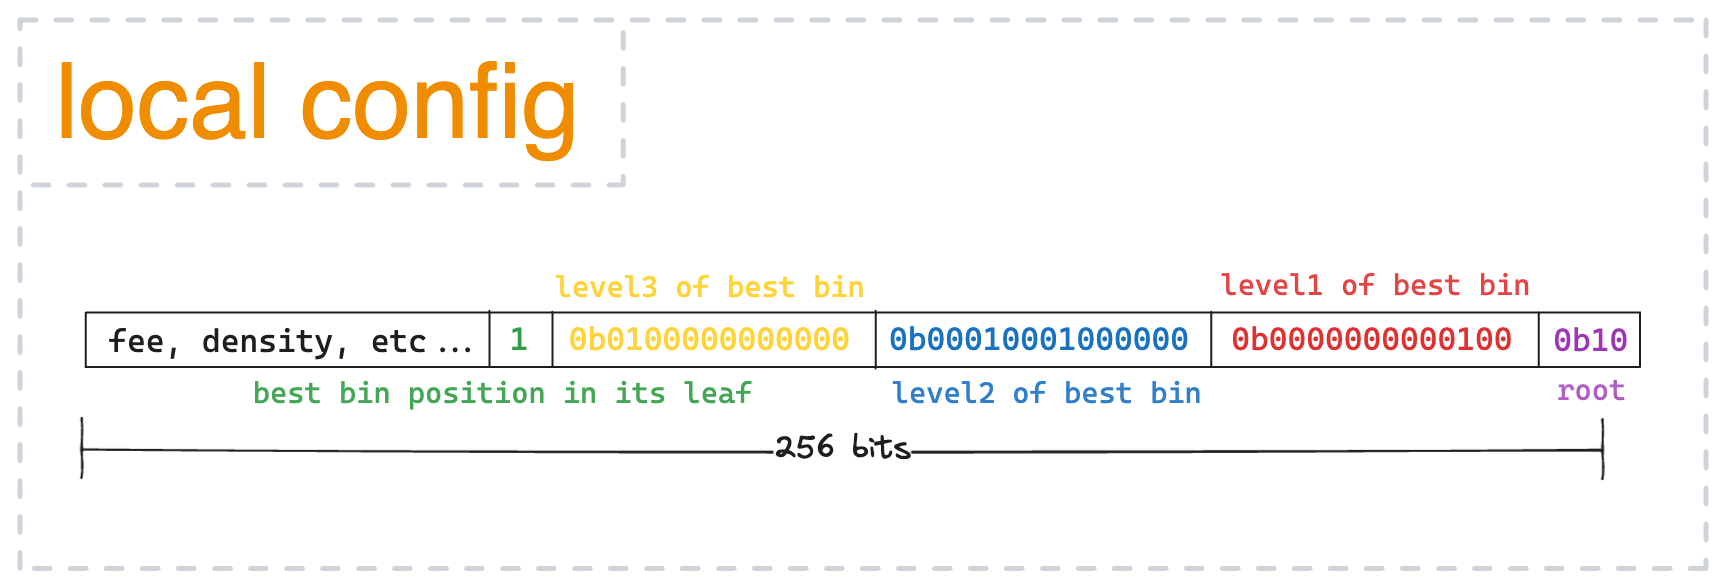 local config
level3 of best bin
level1 of best bin
fee, density, etc... 1 0b0100000000000 0b00010001000000 0b0000000000100 0b10
best bin position in its leaf
level2 of best bin
root
256 bits